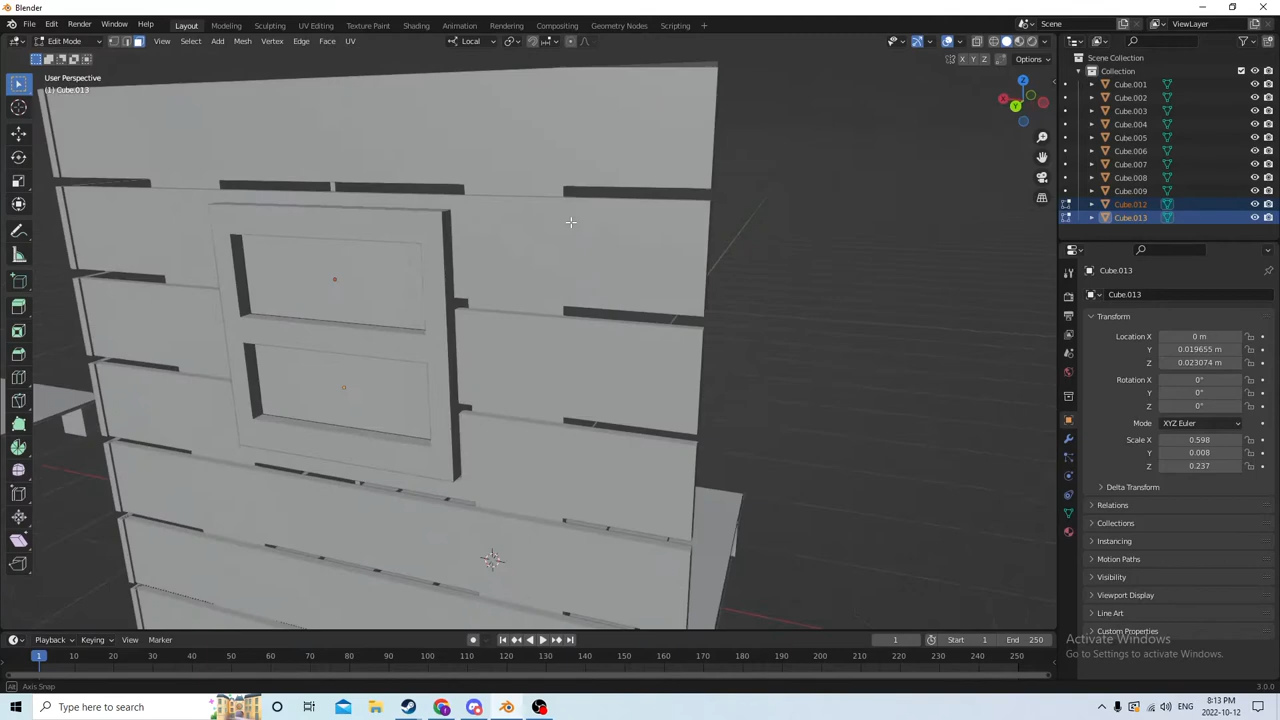 Blender
File Edit Render Window Help
Layout Modeling Sculpting UV Editing Texture Paint Shading Animation Rendering Compositing Geometry Nodes Scripting +
Scene
ViewLayer
Edit Mode
View Select Add Mesh Vertex Edge Face UV
Local
X Y Z
Options
User Perspective
(1) Cube.013
Z
X
Y
Scene Collection
Collection
Cube.001
Cube.002
Cube.003
Cube.004
Cube.005
Cube.006
Cube.007
Cube.008
Cube.009
Cube.012
Cube.013
Cube.013
Cube.013
Transform
Location X 0 m
Y 0.019655 m
Z 0.023074 m
Rotation X 0°
Y 0°
Z 0°
Mode XYZ Euler
Scale X 0.598
Y 0.008
Z 0.237
Delta Transform
Relations
Collections
Instancing
Motion Paths
Visibility
Viewport Display
Line Art
Custom Properties
Activate Windows
Go to Settings to activate Windows.
Playback Keying View Marker
1
Start 1
End 250
1 10 20 30 40 50 60 70 80 90 100 110 120 130 140 150 160 170 180 190 200 210 220 230 240 250
Alt Axis Snap
3.0.0
Type here to search
ENG
8:13 PM
2022-10-12